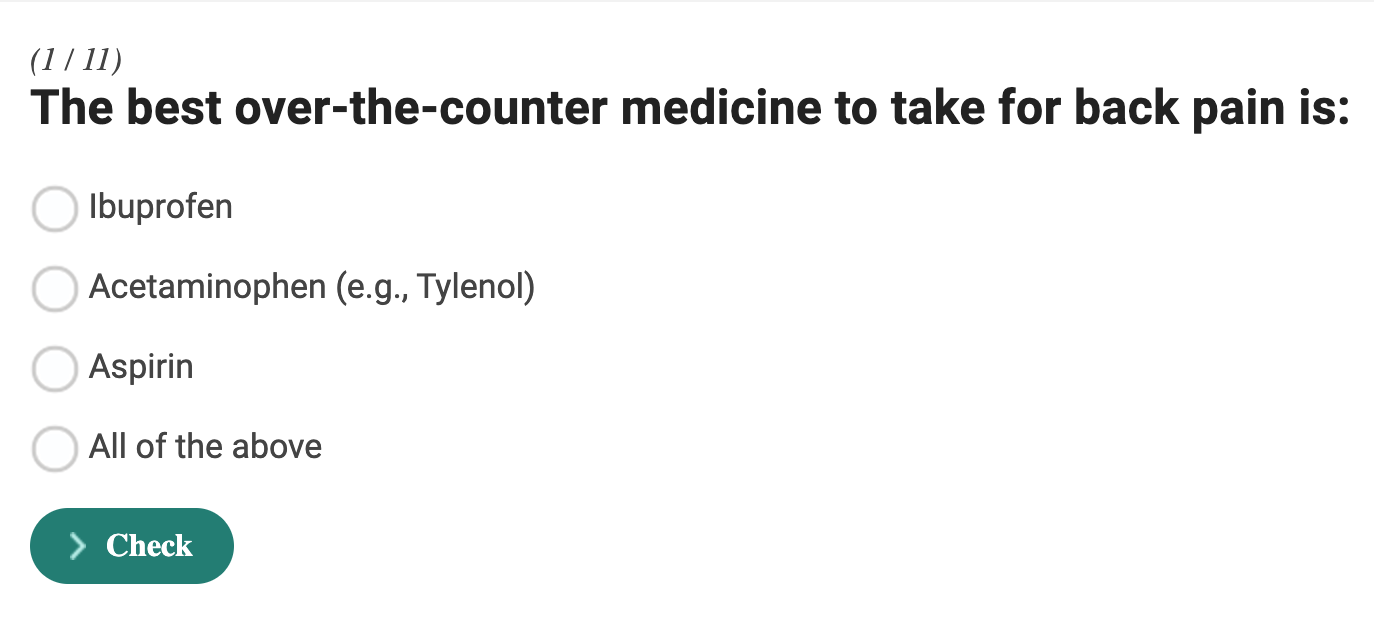 (1 / 11)
The best over-the-counter medicine to take for back pain is:
Ibuprofen
Acetaminophen (e.g., Tylenol)
Aspirin
All of the above
Check